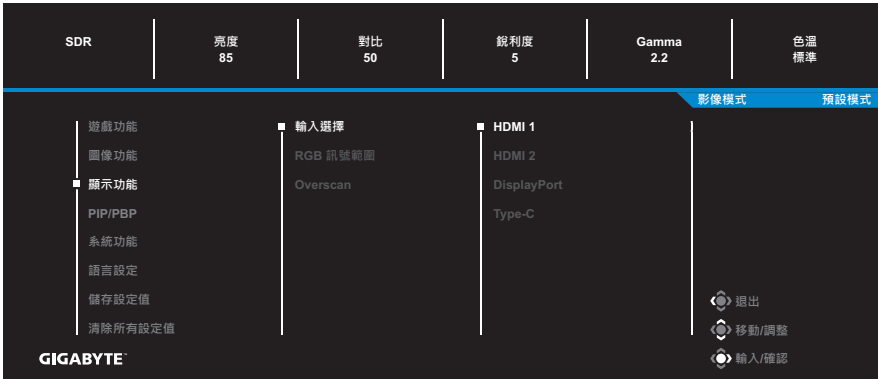 SDR 亮度 對比 銳利度 Gamma 色溫
85 50 5 2.2 標準
影像模式 預設模式
遊戲功能 輸入選擇 HDMI 1
圖像功能 RGB 訊號範圍 HDMI 2
顯示功能 Overscan DisplayPort
PIP/PBP Type-C
系統功能
語言設定
儲存設定值 退出
清除所有設定值 移動/調整
GIGABYTE™ 輸入/確認